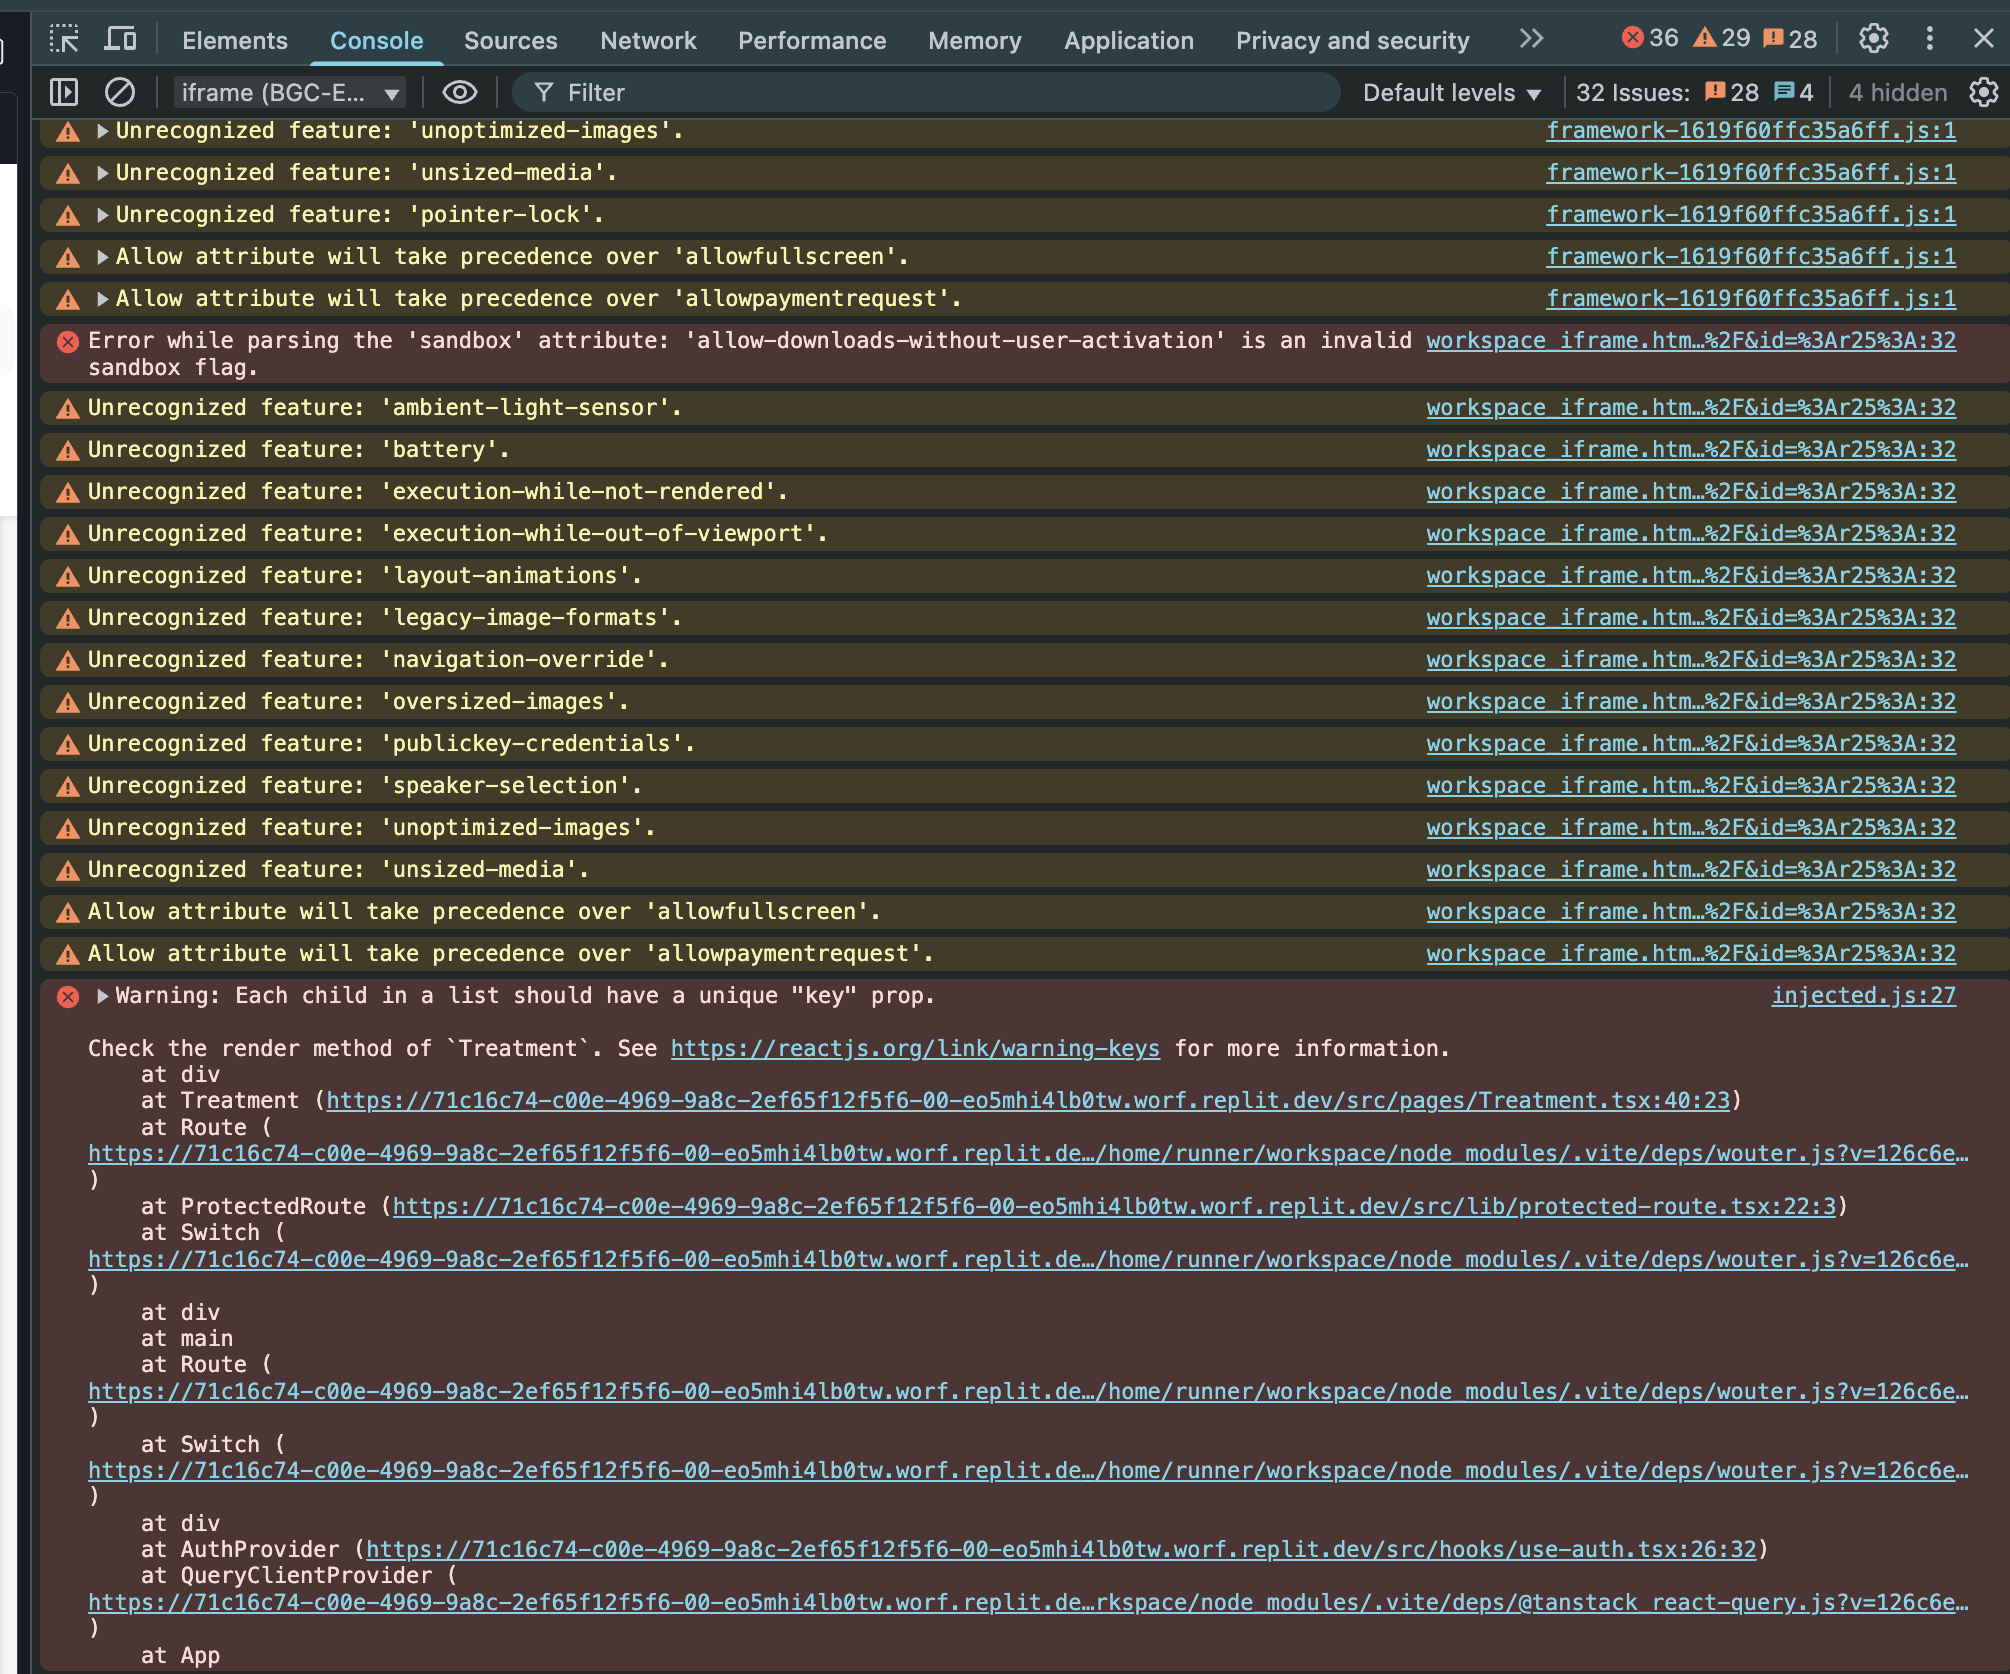 Elements Console Sources Network Performance Memory Application Privacy and security 36 29 28
iframe (BGC-E... Filter Default levels 32 Issues: 28 4 4 hidden
Unrecognized feature: 'unoptimized-images'. framework-1619f60ffc35a6ff.js:1
Unrecognized feature: 'unsized-media'. framework-1619f60ffc35a6ff.js:1
Unrecognized feature: 'pointer-lock'. framework-1619f60ffc35a6ff.js:1
Allow attribute will take precedence over 'allowfullscreen'. framework-1619f60ffc35a6ff.js:1
Allow attribute will take precedence over 'allowpaymentrequest'. framework-1619f60ffc35a6ff.js:1
Error while parsing the 'sandbox' attribute: 'allow-downloads-without-user-activation' is an invalid workspace_iframe.htm…%2F&id=%3Ar25%3A:32
sandbox flag.
Unrecognized feature: 'ambient-light-sensor'. workspace_iframe.htm…%2F&id=%3Ar25%3A:32
Unrecognized feature: 'battery'. workspace_iframe.htm…%2F&id=%3Ar25%3A:32
Unrecognized feature: 'execution-while-not-rendered'. workspace_iframe.htm…%2F&id=%3Ar25%3A:32
Unrecognized feature: 'execution-while-out-of-viewport'. workspace_iframe.htm…%2F&id=%3Ar25%3A:32
Unrecognized feature: 'layout-animations'. workspace_iframe.htm…%2F&id=%3Ar25%3A:32
Unrecognized feature: 'legacy-image-formats'. workspace_iframe.htm…%2F&id=%3Ar25%3A:32
Unrecognized feature: 'navigation-override'. workspace_iframe.htm…%2F&id=%3Ar25%3A:32
Unrecognized feature: 'oversized-images'. workspace_iframe.htm…%2F&id=%3Ar25%3A:32
Unrecognized feature: 'publickey-credentials'. workspace_iframe.htm…%2F&id=%3Ar25%3A:32
Unrecognized feature: 'speaker-selection'. workspace_iframe.htm…%2F&id=%3Ar25%3A:32
Unrecognized feature: 'unoptimized-images'. workspace_iframe.htm…%2F&id=%3Ar25%3A:32
Unrecognized feature: 'unsized-media'. workspace_iframe.htm…%2F&id=%3Ar25%3A:32
Allow attribute will take precedence over 'allowfullscreen'. workspace_iframe.htm…%2F&id=%3Ar25%3A:32
Allow attribute will take precedence over 'allowpaymentrequest'. workspace_iframe.htm…%2F&id=%3Ar25%3A:32
Warning: Each child in a list should have a unique "key" prop. injected.js:27
Check the render method of `Treatment`. See https://reactjs.org/link/warning-keys for more information.
at div
at Treatment (https://71c16c74-c00e-4969-9a8c-2ef65f12f5f6-00-eo5mhi4lb0tw.worf.replit.dev/src/pages/Treatment.tsx:40:23)
at Route (
https://71c16c74-c00e-4969-9a8c-2ef65f12f5f6-00-eo5mhi4lb0tw.worf.replit.de…/home/runner/workspace/node_modules/.vite/deps/wouter.js?v=126c6e…
)
at ProtectedRoute (https://71c16c74-c00e-4969-9a8c-2ef65f12f5f6-00-eo5mhi4lb0tw.worf.replit.dev/src/lib/protected-route.tsx:22:3)
at Switch (
https://71c16c74-c00e-4969-9a8c-2ef65f12f5f6-00-eo5mhi4lb0tw.worf.replit.de…/home/runner/workspace/node_modules/.vite/deps/wouter.js?v=126c6e…
)
at div
at main
at Route (
https://71c16c74-c00e-4969-9a8c-2ef65f12f5f6-00-eo5mhi4lb0tw.worf.replit.de…/home/runner/workspace/node_modules/.vite/deps/wouter.js?v=126c6e…
)
at Switch (
https://71c16c74-c00e-4969-9a8c-2ef65f12f5f6-00-eo5mhi4lb0tw.worf.replit.de…/home/runner/workspace/node_modules/.vite/deps/wouter.js?v=126c6e…
)
at div
at AuthProvider (https://71c16c74-c00e-4969-9a8c-2ef65f12f5f6-00-eo5mhi4lb0tw.worf.replit.dev/src/hooks/use-auth.tsx:26:32)
at QueryClientProvider (
https://71c16c74-c00e-4969-9a8c-2ef65f12f5f6-00-eo5mhi4lb0tw.worf.replit.de…rkspace/node_modules/.vite/deps/@tanstack_react-query.js?v=126c6e…
)
at App